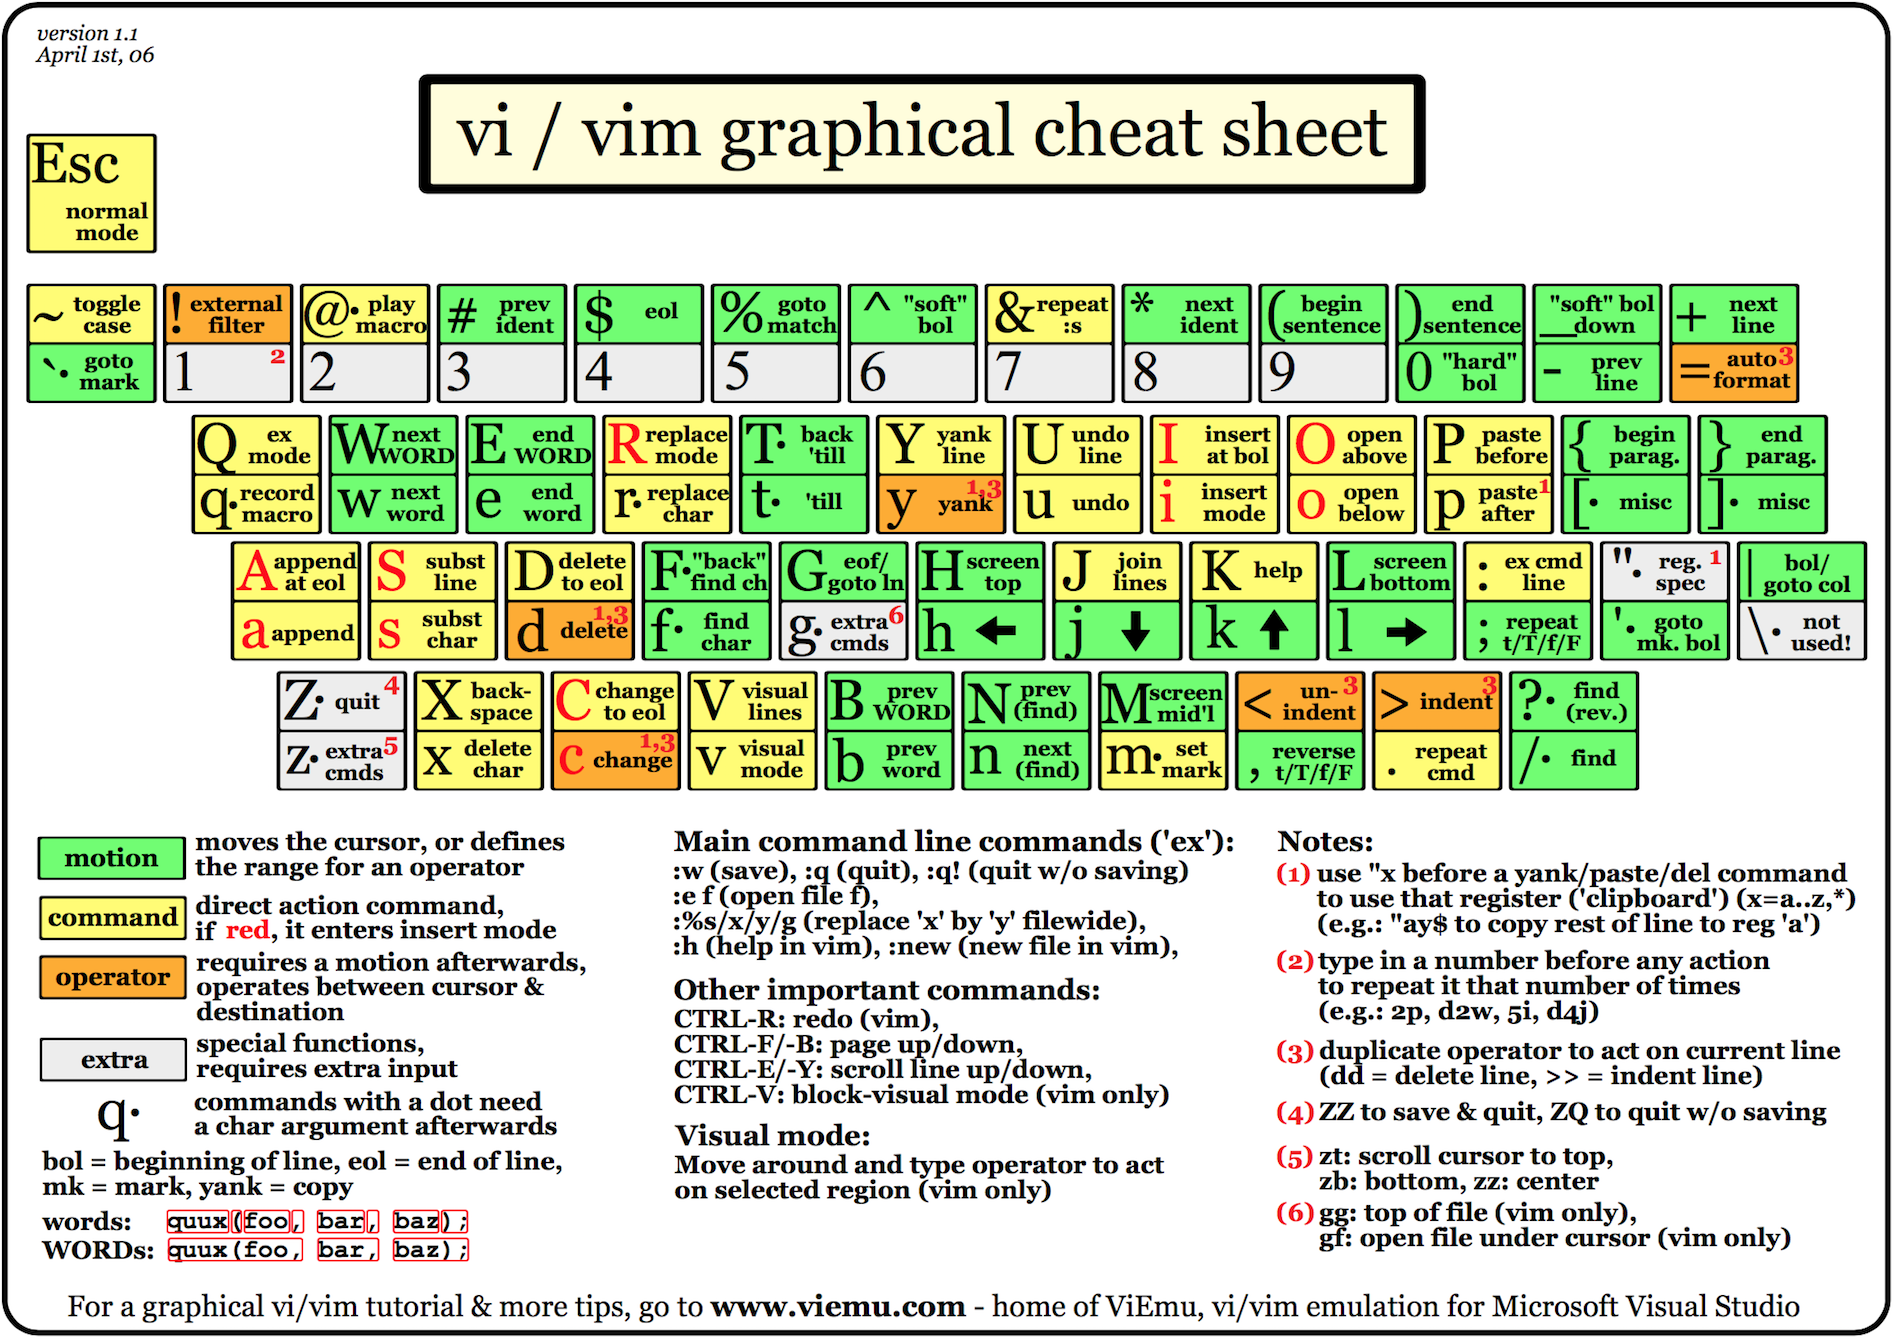 version 1.1
April 1st, 06
vi / vim graphical cheat sheet
Esc
normal
mode
~ toggle
case
! external
filter
@· play
macro
# prev
ident
$ eol
% goto
match
^ "soft"
bol
& repeat
:s
* next
ident
( begin
sentence
) end
sentence
_ "soft" bol
down
+ next
line
`· goto
mark
1 2
2
3
4
5
6
7
8
9
0 "hard"
bol
- prev
line
= auto 3
format
Q ex
mode
W next
WORD
E end
WORD
R replace
mode
T· back
'till
Y yank
line
U undo
line
I insert
at bol
O open
above
P paste
before
{ begin
parag.
} end
parag.
q· record
macro
w next
word
e end
word
r· replace
char
t· 'till
y yank 1,3
u undo
i insert
mode
o open
below
p paste 1
after
[· misc
]· misc
A append
at eol
S subst
line
D delete
to eol
F· "back"
find ch
G eof/
goto ln
H screen
top
J join
lines
K help
L screen
bottom
: ex cmd
line
"· reg. 1
spec
| bol/
goto col
a append
s subst
char
d delete 1,3
f· find
char
g· extra 6
cmds
h ←
j ↓
k ↑
l →
; repeat
t/T/f/F
'· goto
mk. bol
\· not
used!
Z· quit 4
X back-
space
C change
to eol
V visual
lines
B prev
WORD
N prev
(find)
M screen
mid'l
< un- 3
indent
> indent 3
?· find
(rev.)
z· extra 5
cmds
x delete
char
c change 1,3
v visual
mode
b prev
word
n next
(find)
m· set
mark
, reverse
t/T/f/F
. repeat
cmd
/· find
motion
moves the cursor, or defines
the range for an operator
command
direct action command,
if red, it enters insert mode
operator
requires a motion afterwards,
operates between cursor &
destination
extra
special functions,
requires extra input
q·
commands with a dot need
a char argument afterwards
bol = beginning of line, eol = end of line,
mk = mark, yank = copy
words: quux(foo, bar, baz);
WORDs: quux(foo, bar, baz);
Main command line commands ('ex'):
:w (save), :q (quit), :q! (quit w/o saving)
:e f (open file f),
:%s/x/y/g (replace 'x' by 'y' filewide),
:h (help in vim), :new (new file in vim),
Other important commands:
CTRL-R: redo (vim),
CTRL-F/-B: page up/down,
CTRL-E/-Y: scroll line up/down,
CTRL-V: block-visual mode (vim only)
Visual mode:
Move around and type operator to act
on selected region (vim only)
Notes:
(1) use "x before a yank/paste/del command
to use that register ('clipboard') (x=a..z,*)
(e.g.: "ay$ to copy rest of line to reg 'a')
(2) type in a number before any action
to repeat it that number of times
(e.g.: 2p, d2w, 5i, d4j)
(3) duplicate operator to act on current line
(dd = delete line, >> = indent line)
(4) ZZ to save & quit, ZQ to quit w/o saving
(5) zt: scroll cursor to top,
zb: bottom, zz: center
(6) gg: top of file (vim only),
gf: open file under cursor (vim only)
For a graphical vi/vim tutorial & more tips, go to www.viemu.com - home of ViEmu, vi/vim emulation for Microsoft Visual Studio